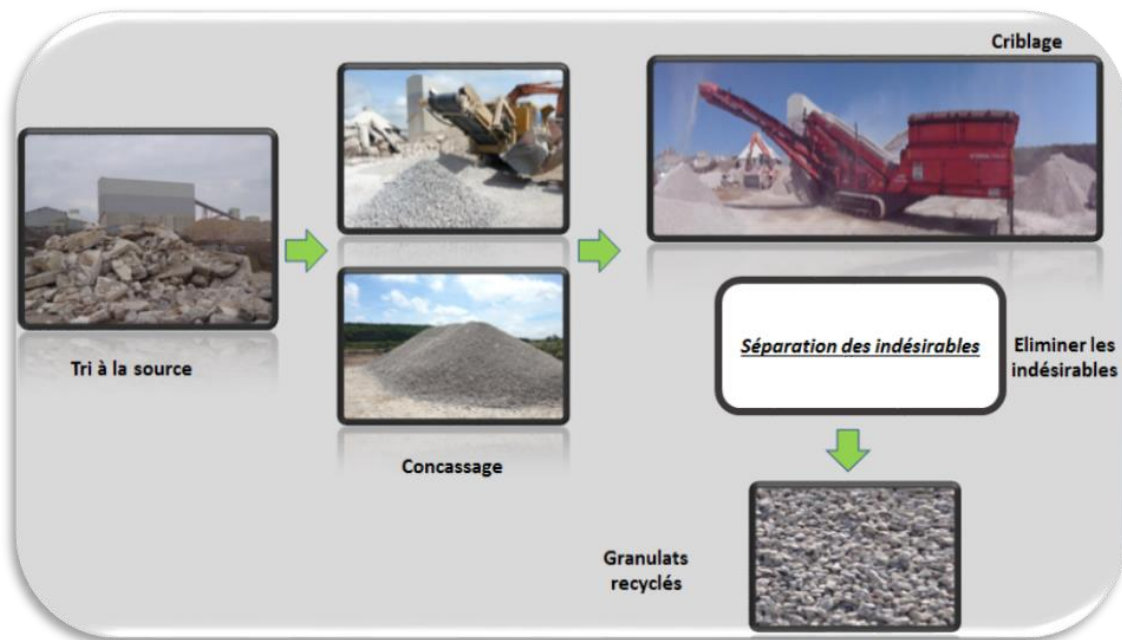 Criblage
Tri à la source
Concassage
Séparation des indésirables
Eliminer les
indésirables
Granulats
recyclés